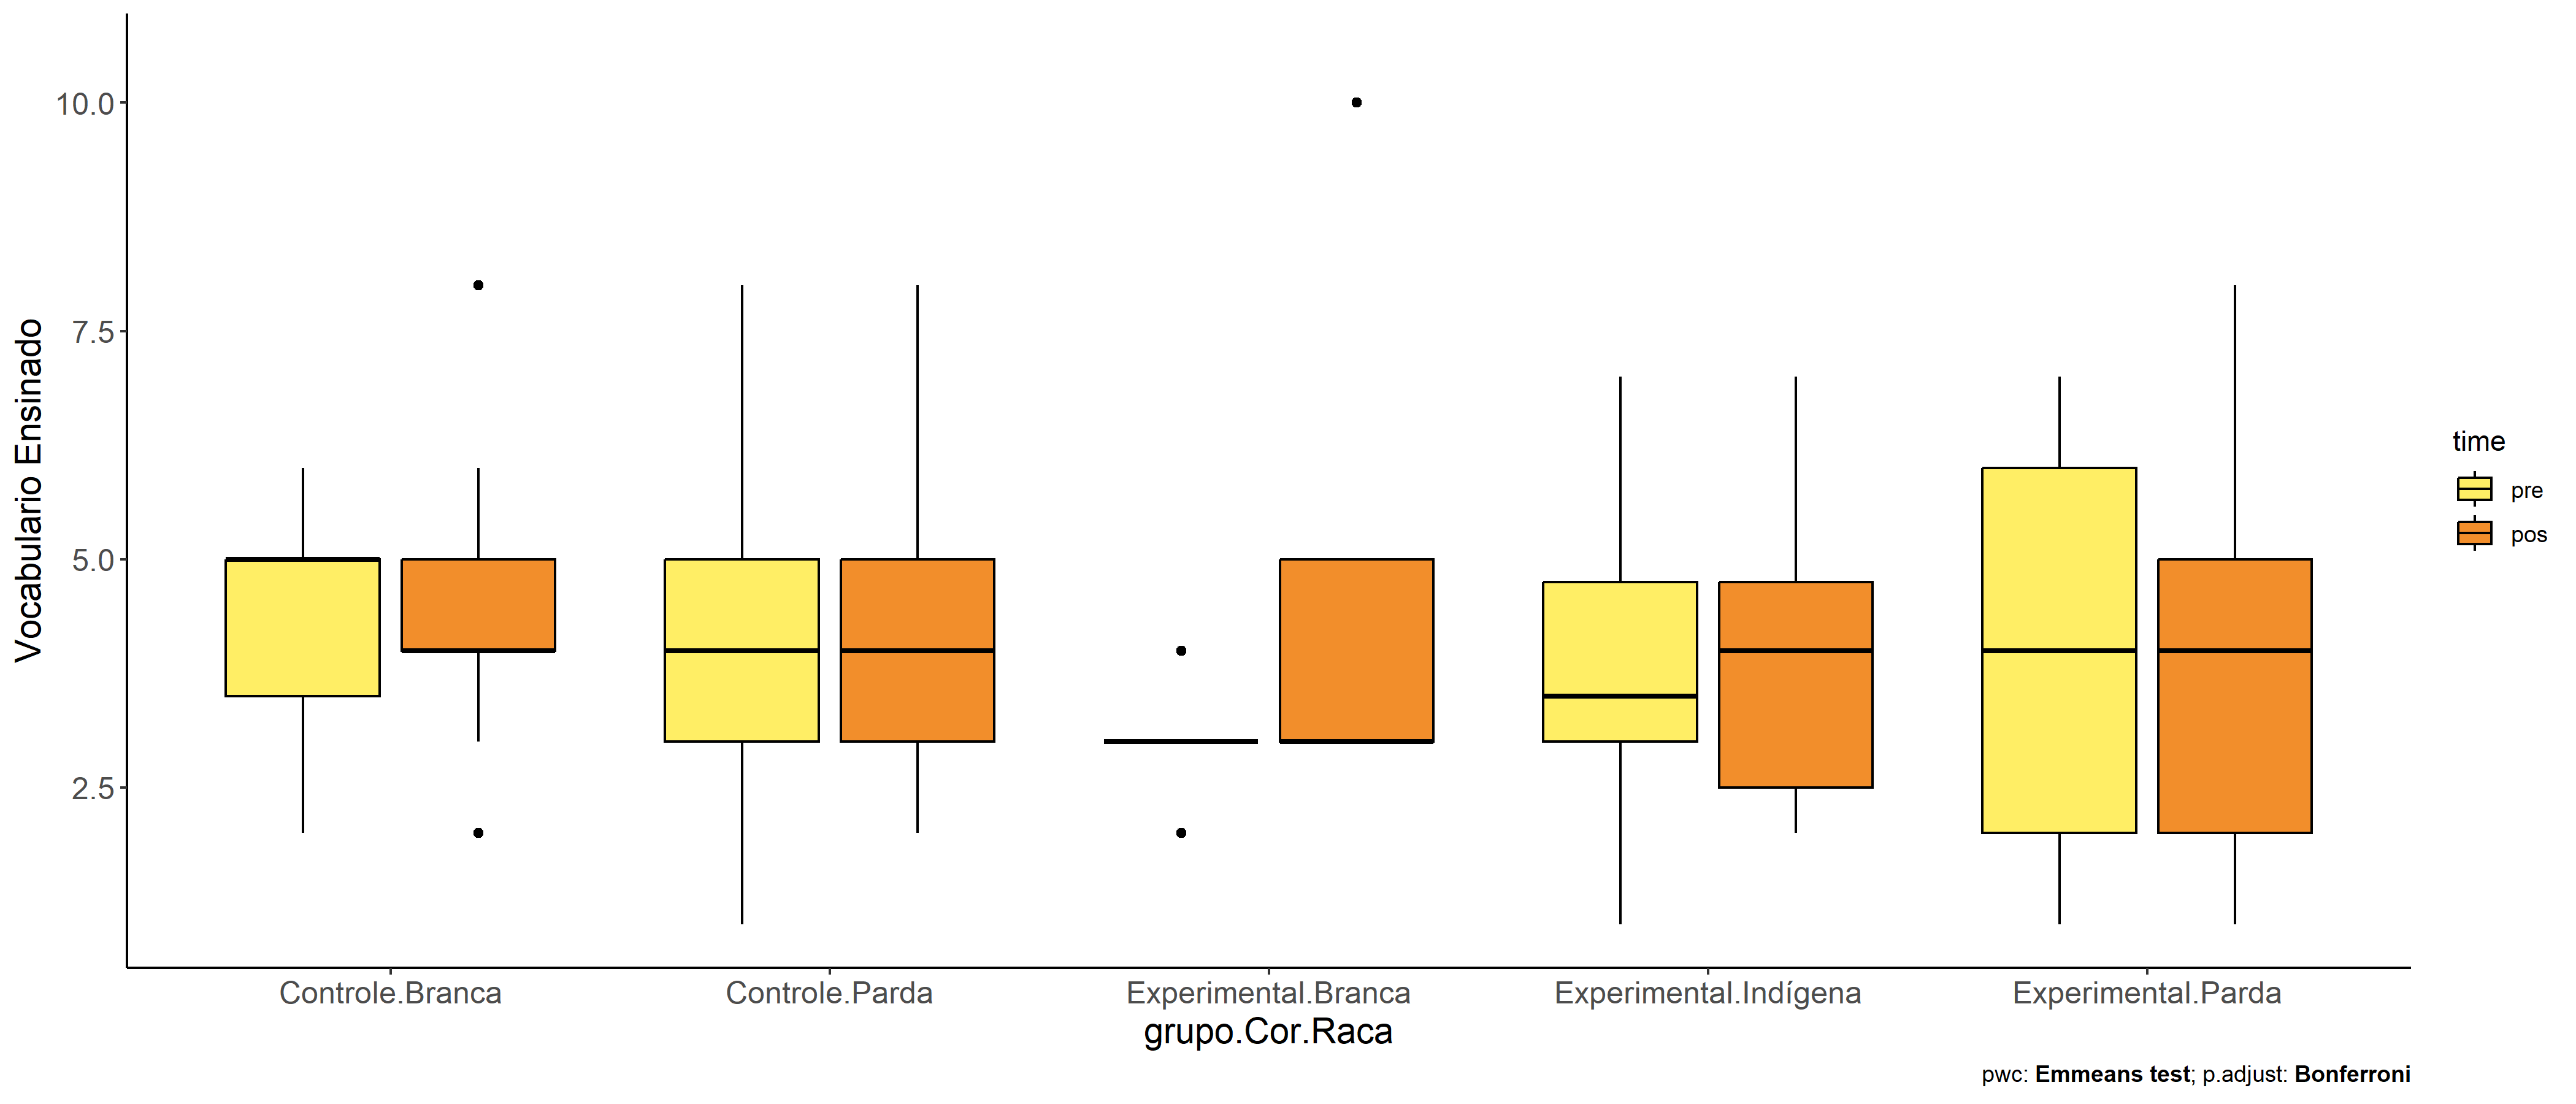 Vocabulario Ensinado
10.0
7.5
5.0
2.5
Controle.Branca
Controle.Parda
Experimental.Branca
Experimental.Indígena
Experimental.Parda
grupo.Cor.Raca
time
pre
pos
pwc: Emmeans test; p.adjust: Bonferroni